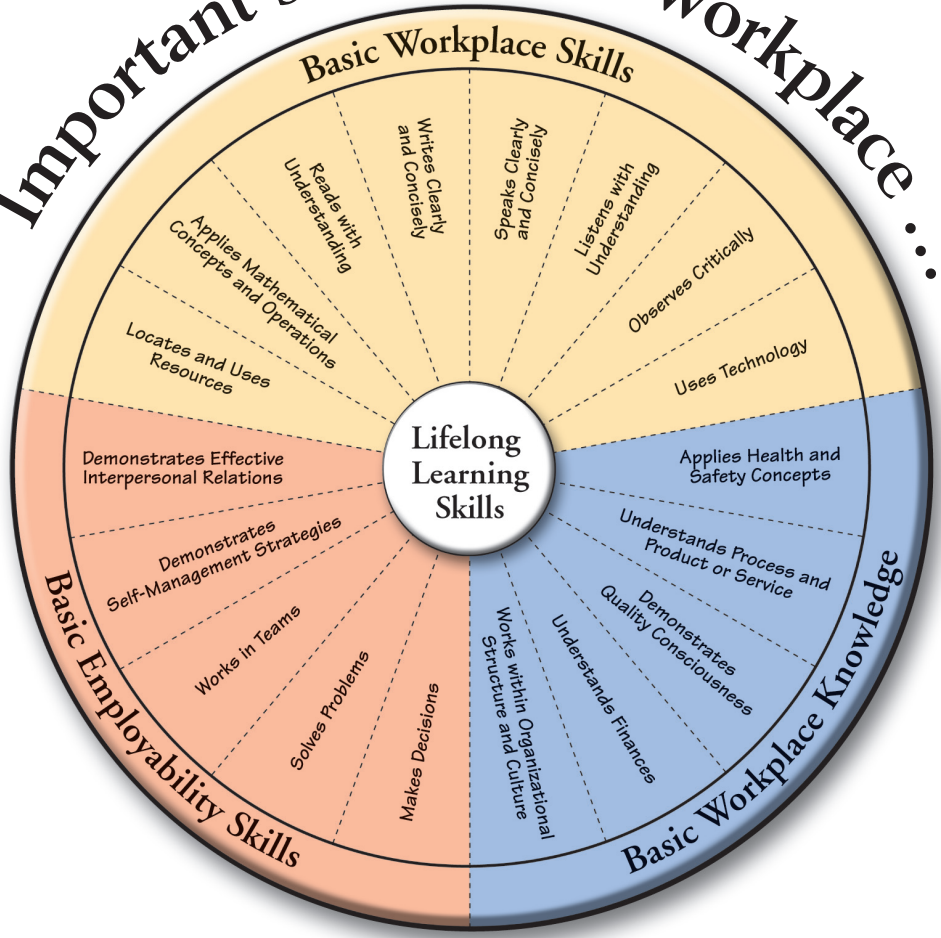 Important
workplace ...
Basic Workplace Skills
Locates and Uses
Resources
Applies Mathematical
Concepts and Operations
Reads with
Understanding
Writes Clearly
and Concisely
Speaks Clearly
and Concisely
Listens with
Understanding
Observes Critically
Uses Technology
Basic Workplace Knowledge
Applies Health and
Safety Concepts
Understands Process and
Product or Service
Demonstrates
Quality Consciousness
Understands Finances
Works within Organizational
Structure and Culture
Basic Employability Skills
Makes Decisions
Solves Problems
Works in Teams
Demonstrates
Self-Management Strategies
Demonstrates Effective
Interpersonal Relations
Lifelong
Learning
Skills